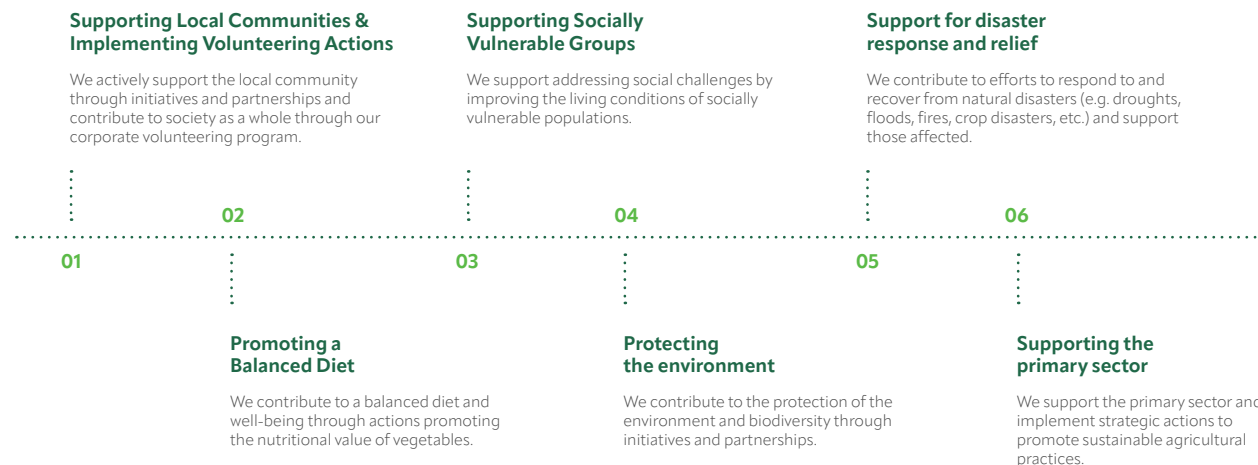 Supporting Local Communities &
Implementing Volunteering Actions
We actively support the local community
through initiatives and partnerships and
contribute to society as a whole through our
corporate volunteering program.
01
02
Promoting a
Balanced Diet
We contribute to a balanced diet and
well-being through actions promoting
the nutritional value of vegetables.
Supporting Socially
Vulnerable Groups
We support addressing social challenges by
improving the living conditions of socially
vulnerable populations.
03
04
Protecting
the environment
We contribute to the protection of the
environment and biodiversity through
initiatives and partnerships.
Support for disaster
response and relief
We contribute to efforts to respond to and
recover from natural disasters (e.g. droughts,
floods, fires, crop disasters, etc.) and support
those affected.
05
06
Supporting the
primary sector
We support the primary sector and
implement strategic actions to
promote sustainable agricultural
practices.